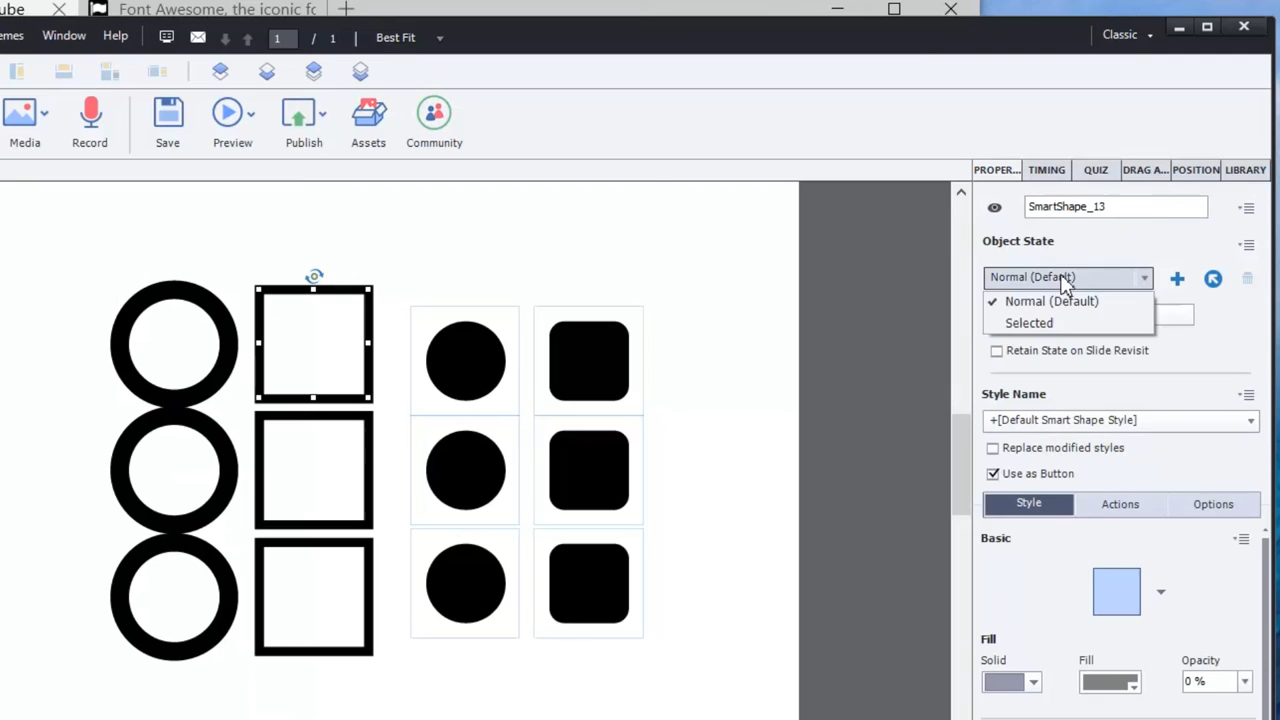 ube
Font Awesome, the iconic fo
emes Window Help 1 / 1 Best Fit Classic
Media Record Save Preview Publish Assets Community
PROPER... TIMING QUIZ DRAG A... POSITION LIBRARY
SmartShape_13
Object State
Normal (Default)
Normal (Default)
Selected
Retain State on Slide Revisit
Style Name
+[Default Smart Shape Style]
Replace modified styles
Use as Button
Style Actions Options
Basic
Fill
Solid Fill Opacity
0 %